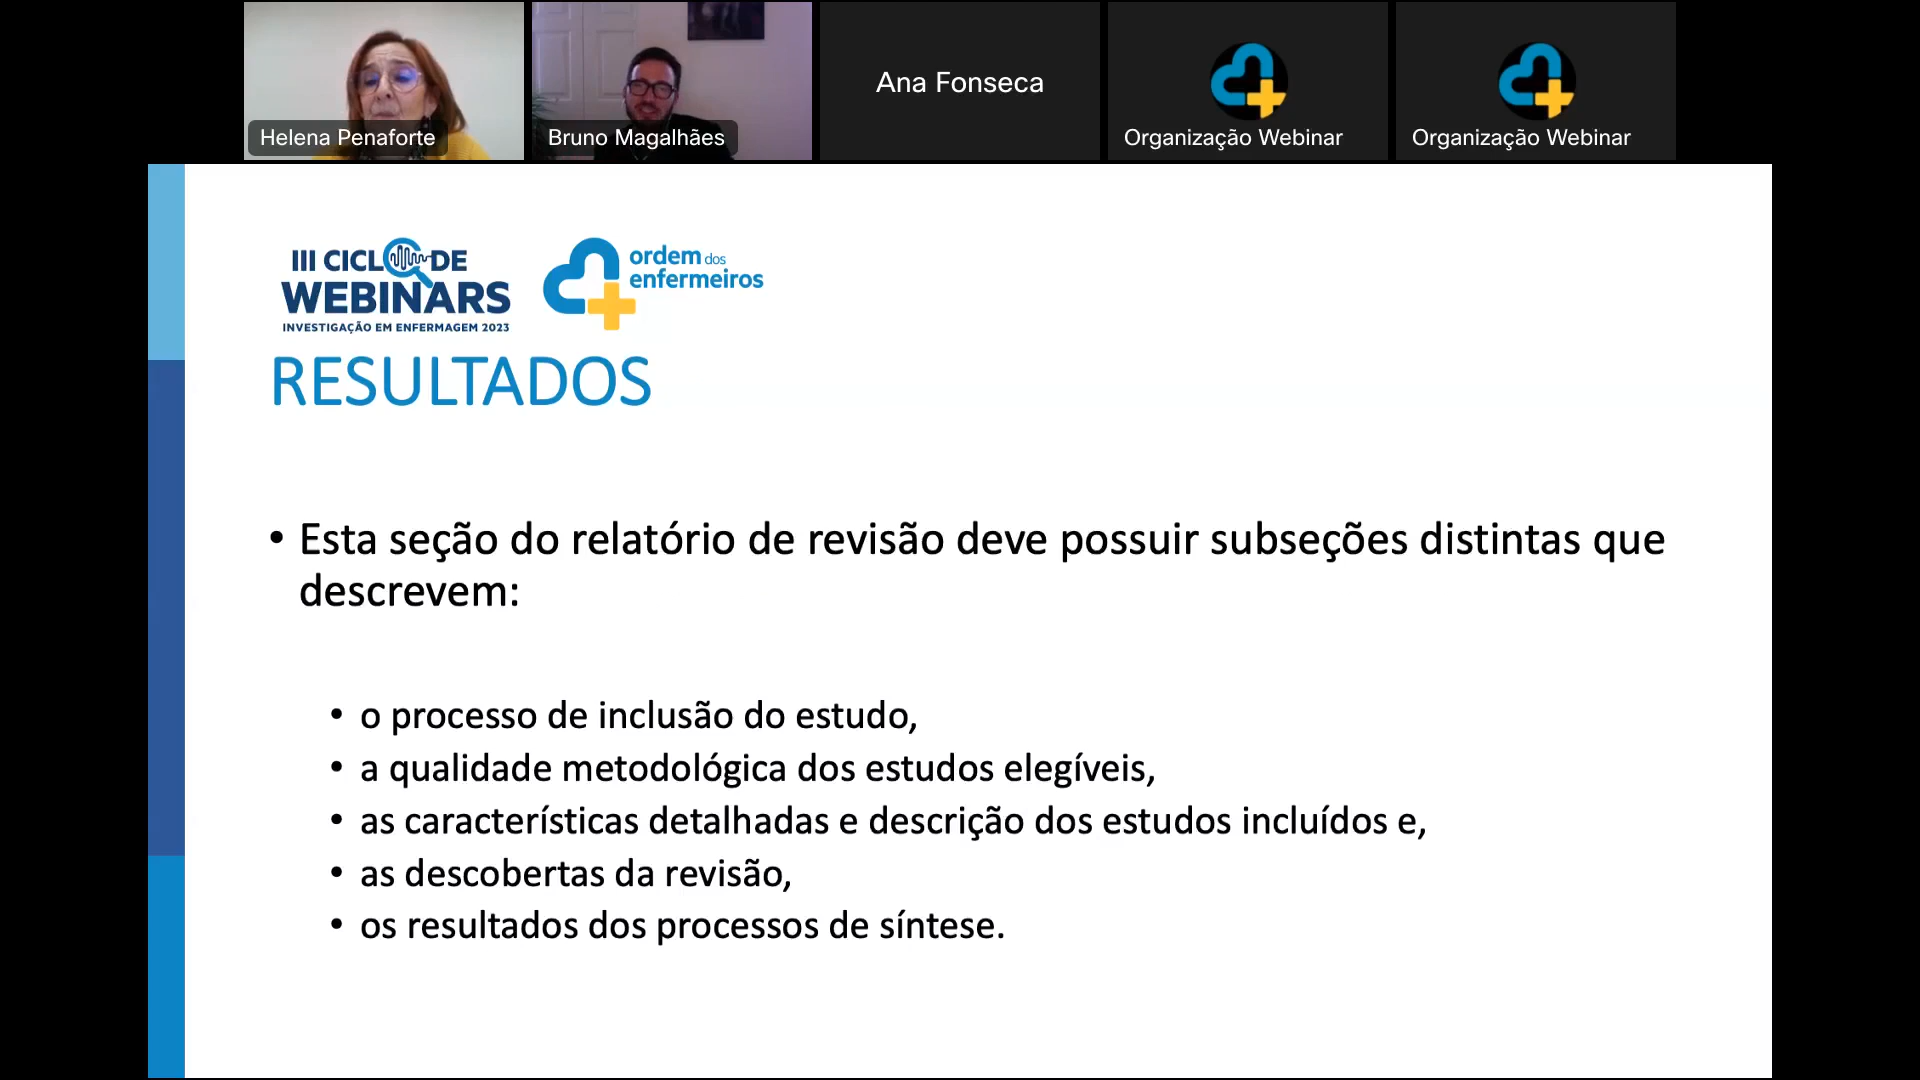 Helena Penaforte
Bruno Magalhães
Ana Fonseca
Organização Webinar
Organização Webinar
III CICLO DE
WEBINARS
INVESTIGAÇÃO EM ENFERMAGEM 2023
ordem dos
enfermeiros
RESULTADOS
• Esta seção do relatório de revisão deve possuir subseções distintas que
descrevem:
• o processo de inclusão do estudo,
• a qualidade metodológica dos estudos elegíveis,
• as características detalhadas e descrição dos estudos incluídos e,
• as descobertas da revisão,
• os resultados dos processos de síntese.